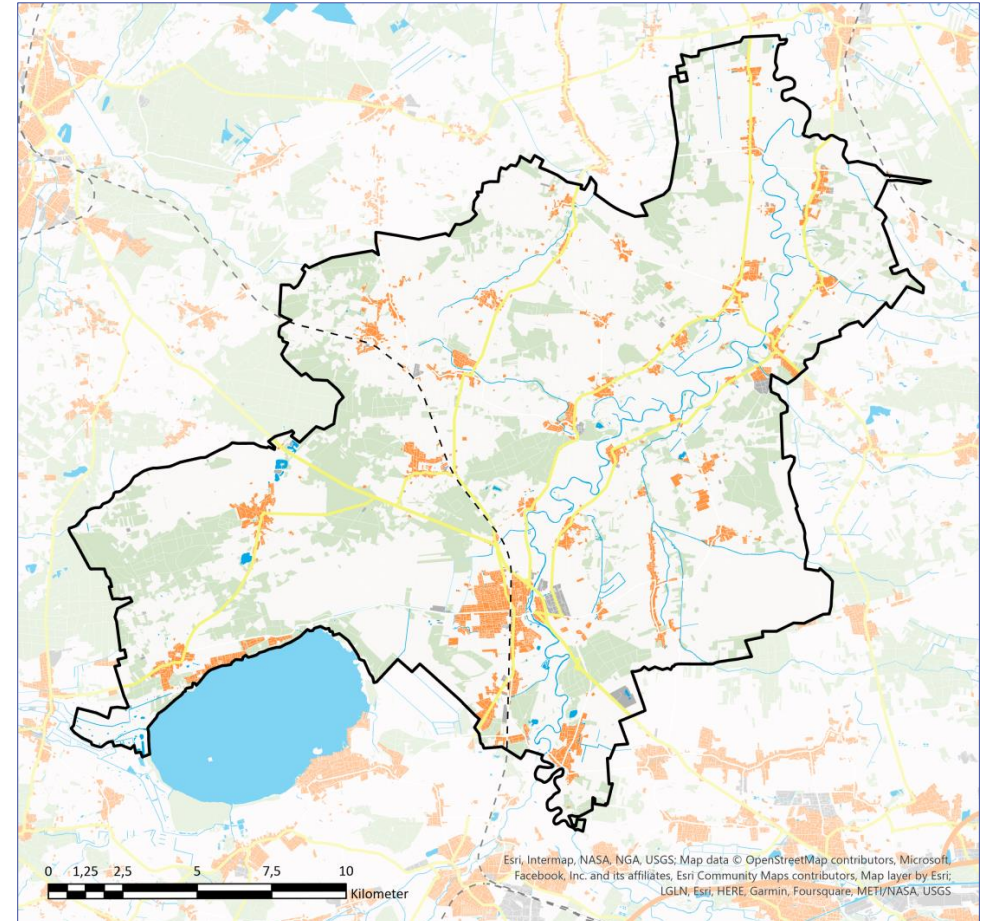 0 1,25 2,5 5 7,5 10
Kilometer
Esri, Intermap, NASA, NGA, USGS; Map data © OpenStreetMap contributors, Microsoft,
Facebook, Inc. and its affiliates, Esri Community Maps contributors, Map layer by Esri;
LGLN, Esri, HERE, Garmin, Foursquare, METI/NASA, USGS